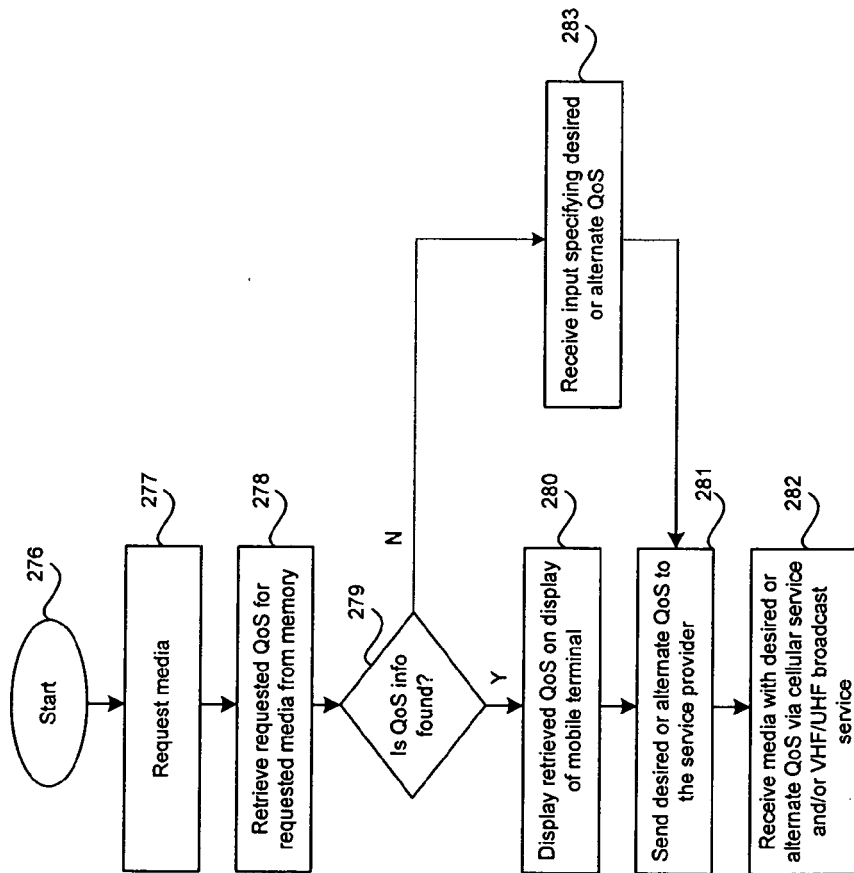 276
Start
277
Request media
278
Retrieve requested QoS for
requested media from memory
279
Is QoS info
found?
N
Y
283
Receive input specifying desired
or alternate QoS
280
Display retrieved QoS on display
of mobile terminal
281
Send desired or alternate QoS to
the service provider
282
Receive media with desired or
alternate QoS via cellular service
and/or VHF/UHF broadcast
service